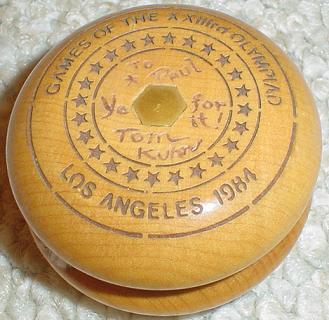 GAMES OF THE XXIIIrd OLYMPIAD
To
Paul
Yo for
it!
Tom
Kuhn
LOS ANGELES 1984